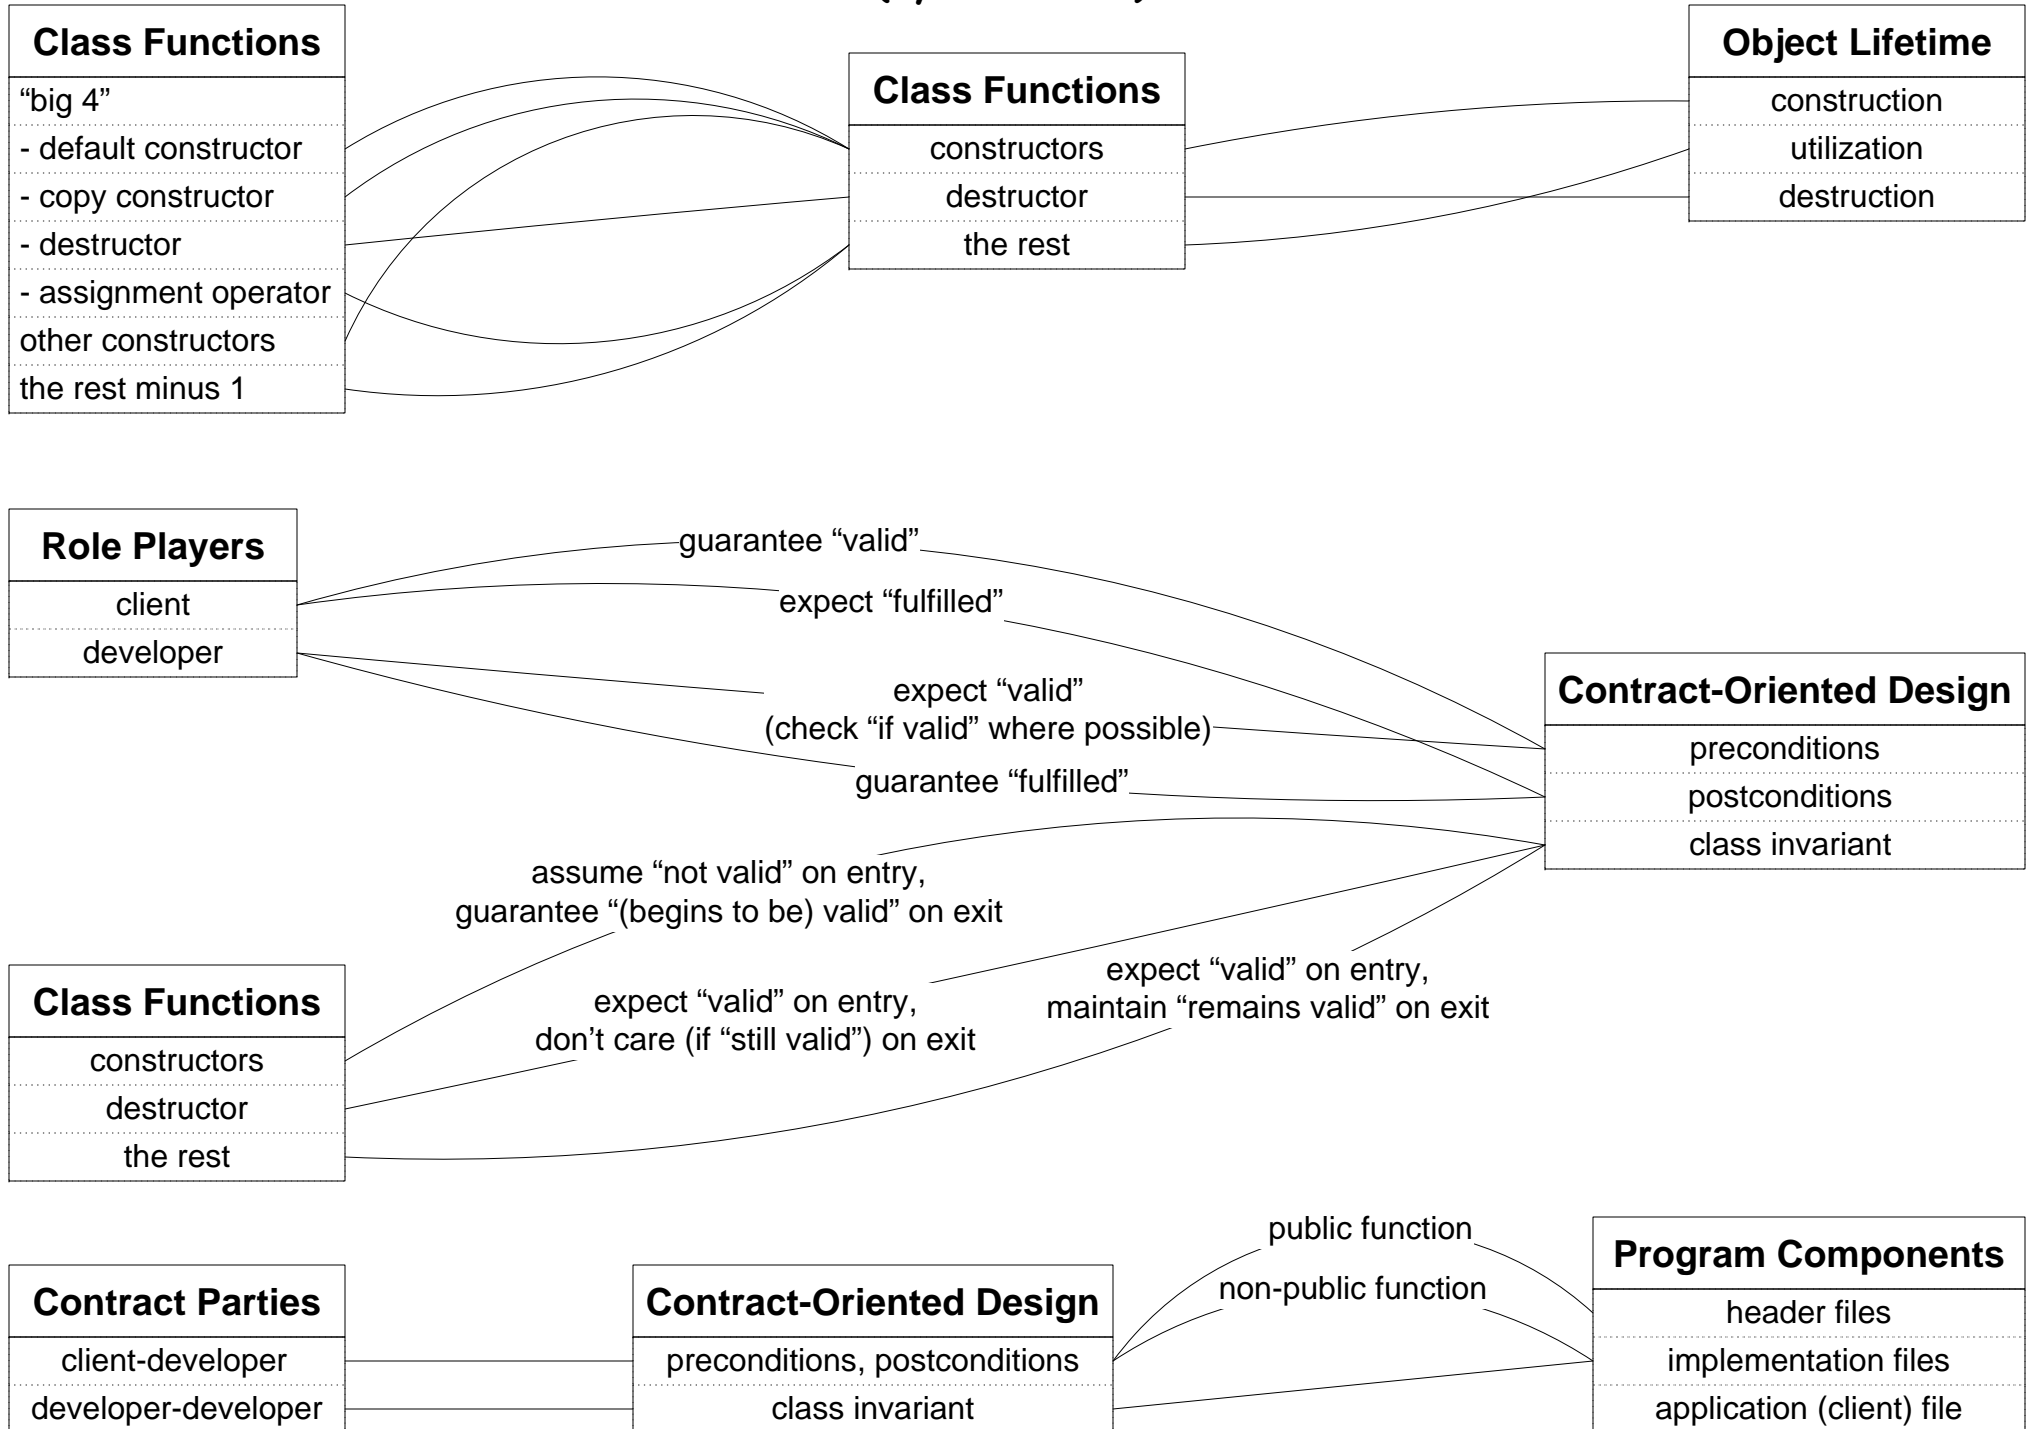 Class Functions
“big 4”
- default constructor
- copy constructor
- destructor
- assignment operator
other constructors
the rest minus 1
Class Functions
constructors
destructor
the rest
Object Lifetime
construction
utilization
destruction
Role Players
client
developer
guarantee “valid”
expect “fulfilled”
expect “valid”
(check “if valid” where possible)
guarantee “fulfilled”
Contract-Oriented Design
preconditions
postconditions
class invariant
assume “not valid” on entry,
guarantee “(begins to be) valid” on exit
expect “valid” on entry,
don’t care (if “still valid”) on exit
expect “valid” on entry,
maintain “remains valid” on exit
Class Functions
constructors
destructor
the rest
Contract Parties
client-developer
developer-developer
Contract-Oriented Design
preconditions, postconditions
class invariant
public function
non-public function
Program Components
header files
implementation files
application (client) file